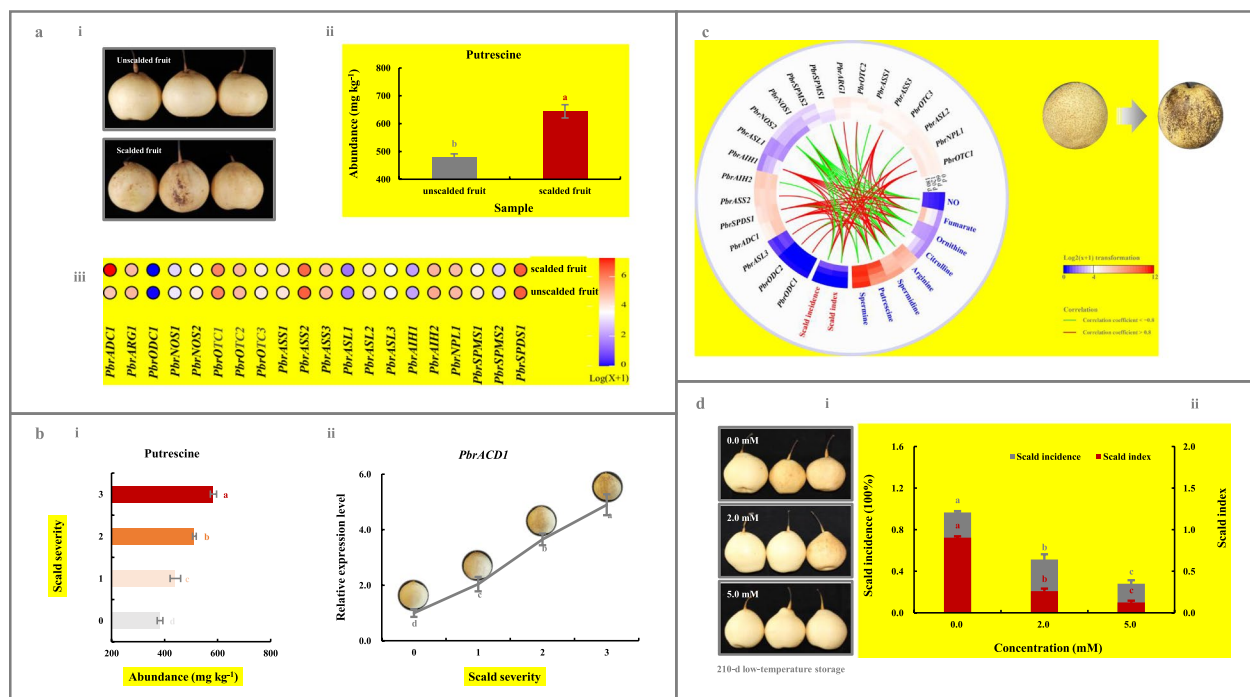 a
i
Unscalded fruit
Scalded fruit
ii
Putrescine
Abundance (mg kg⁻¹)
800
700
600
500
400
b
a
unscalded fruit
scalded fruit
Sample
iii
scalded fruit
unscalded fruit
PbrADC1
PbrARG1
PbrODC1
PbrNOS1
PbrNOS2
PbrOTC1
PbrOTC2
PbrOTC3
PbrASS1
PbrASS2
PbrASS3
PbrASL1
PbrASL2
PbrASL3
PbrAIH1
PbrAIH2
PbrNPL1
PbrSPMS1
PbrSPMS2
PbrSPDS1
6
4
2
0
Log(X+1)
b
i
Putrescine
Scald severity
3
2
1
0
a
b
c
d
200
400
600
800
Abundance (mg kg⁻¹)
ii
PbrACD1
Relative expression level
6.0
4.0
2.0
0.0
d
c
b
a
0
1
2
3
Scald severity
c
PbrARG1
PbrOTC2
PbrASS1
PbrASS3
PbrOTC3
PbrASL2
PbrNPL1
PbrOTC1
0 d
60 d
120 d
180 d
NO
Fumarate
Ornithine
Citrulline
Arginine
Spermidine
Putrescine
Spermine
Scald index
Scald incidence
PbrODC1
PbrODC2
PbrASL3
PbrADC1
PbrSPDS1
PbrASS2
PbrAIH2
PbrAIH1
PbrASL1
PbrNOS2
PbrNOS1
PbrSPMS2
PbrSPMS1
Log2(x+1) transformation
0
4
12
Correlation
Correlation coefficient < −0.8
Correlation coefficient > 0.8
d
i
0.0 mM
2.0 mM
5.0 mM
210-d low-temperature storage
ii
Scald incidence (100%)
1.6
1.2
0.8
0.4
0.0
Scald incidence
Scald index
a
a
b
b
c
c
0.0
2.0
5.0
Concentration (mM)
2.0
1.5
1.0
0.5
0.0
Scald index